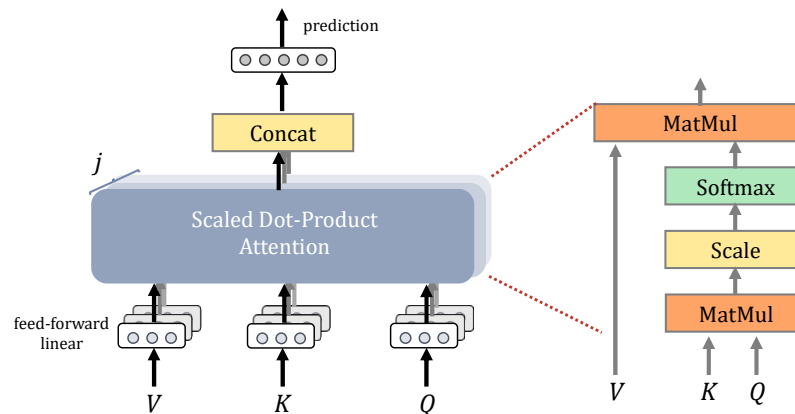 prediction
Concat
j
Scaled Dot-Product
Attention
feed-forward
linear
V K Q
MatMul
Softmax
Scale
MatMul
V K Q